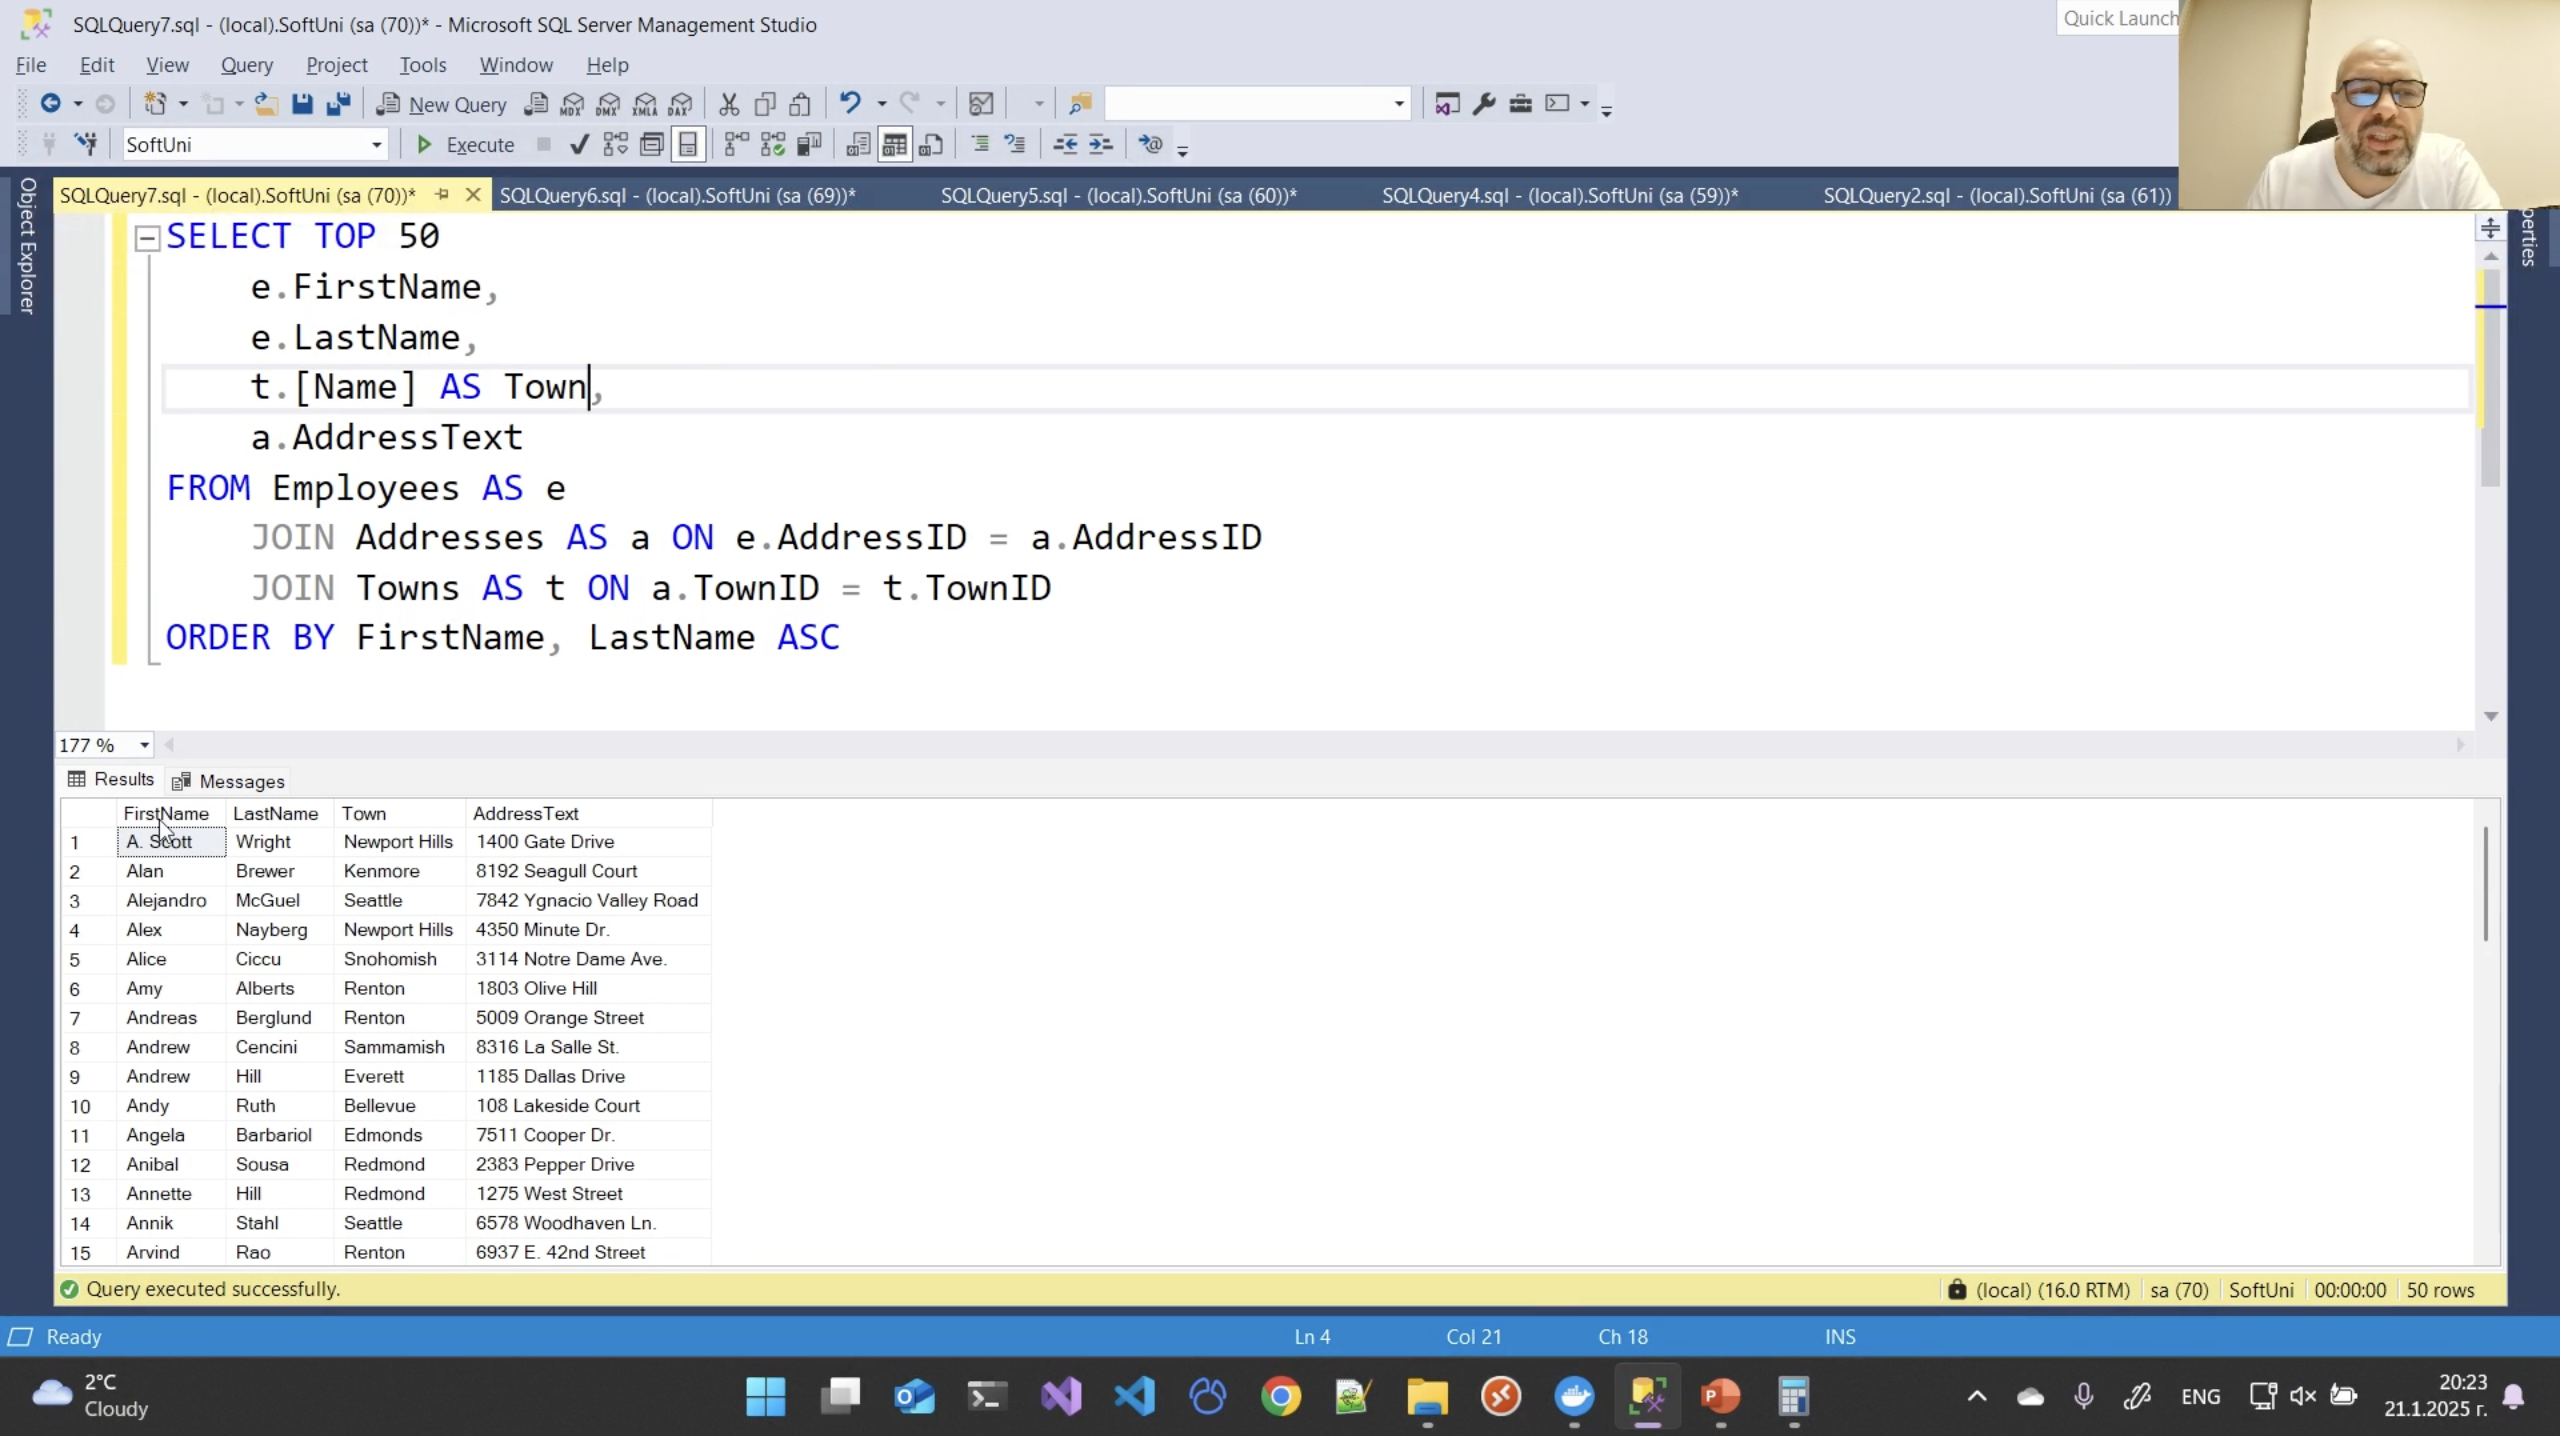 SQLQuery7.sql - (local).SoftUni (sa (70))* - Microsoft SQL Server Management Studio
Quick Launch
File Edit View Query Project Tools Window Help
New Query MDX DMX XMLA DAX
SoftUni Execute
SQLQuery7.sql - (local).SoftUni (sa (70))* SQLQuery6.sql - (local).SoftUni (sa (69))* SQLQuery5.sql - (local).SoftUni (sa (60))* SQLQuery4.sql - (local).SoftUni (sa (59))* SQLQuery2.sql - (local).SoftUni (sa (61))
Object Explorer
perties
SELECT TOP 50
e.FirstName,
e.LastName,
t.[Name] AS Town,
a.AddressText
FROM Employees AS e
JOIN Addresses AS a ON e.AddressID = a.AddressID
JOIN Towns AS t ON a.TownID = t.TownID
ORDER BY FirstName, LastName ASC
177 %
Results Messages
FirstName LastName Town AddressText
1 A. Scott Wright Newport Hills 1400 Gate Drive
2 Alan Brewer Kenmore 8192 Seagull Court
3 Alejandro McGuel Seattle 7842 Ygnacio Valley Road
4 Alex Nayberg Newport Hills 4350 Minute Dr.
5 Alice Ciccu Snohomish 3114 Notre Dame Ave.
6 Amy Alberts Renton 1803 Olive Hill
7 Andreas Berglund Renton 5009 Orange Street
8 Andrew Cencini Sammamish 8316 La Salle St.
9 Andrew Hill Everett 1185 Dallas Drive
10 Andy Ruth Bellevue 108 Lakeside Court
11 Angela Barbariol Edmonds 7511 Cooper Dr.
12 Anibal Sousa Redmond 2383 Pepper Drive
13 Annette Hill Redmond 1275 West Street
14 Annik Stahl Seattle 6578 Woodhaven Ln.
15 Arvind Rao Renton 6937 E. 42nd Street
Query executed successfully. (local) (16.0 RTM) sa (70) SoftUni 00:00:00 50 rows
Ready Ln 4 Col 21 Ch 18 INS
2°C
Cloudy
ENG
20:23
21.1.2025 г.